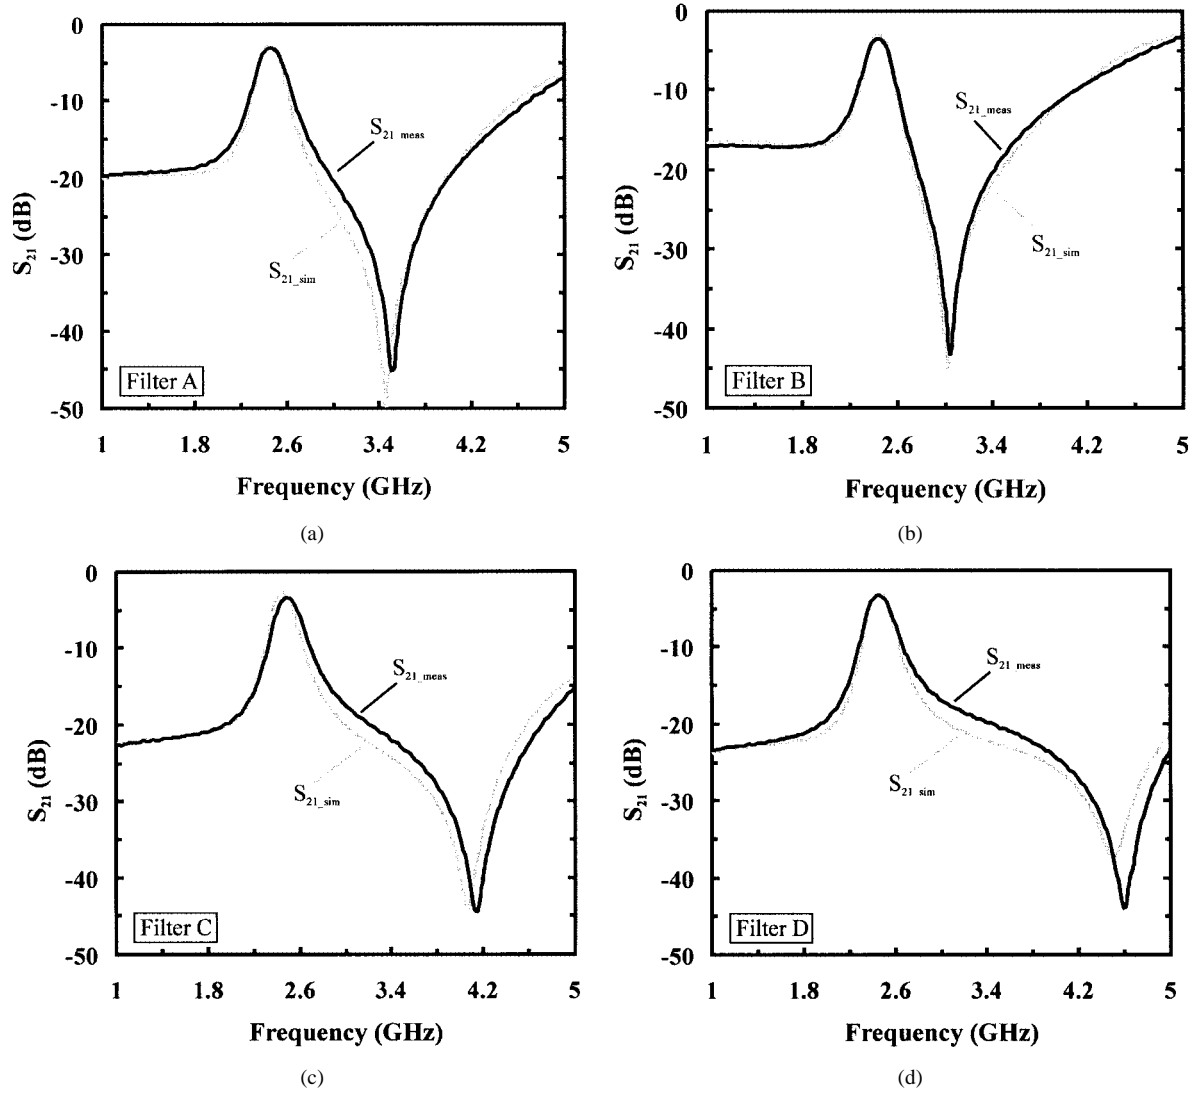 0
-10
-20
-30
-40
-50
S21 (dB)
S21_meas
S21_sim
Filter A
1 1.8 2.6 3.4 4.2 5
Frequency (GHz)
(a)
0
-10
-20
-30
-40
-50
S21 (dB)
S21_meas
S21_sim
Filter B
1 1.8 2.6 3.4 4.2 5
Frequency (GHz)
(b)
0
-10
-20
-30
-40
-50
S21 (dB)
S21_meas
S21_sim
Filter C
1 1.8 2.6 3.4 4.2 5
Frequency (GHz)
(c)
0
-10
-20
-30
-40
-50
S21 (dB)
S21_meas
S21_sim
Filter D
1 1.8 2.6 3.4 4.2 5
Frequency (GHz)
(d)